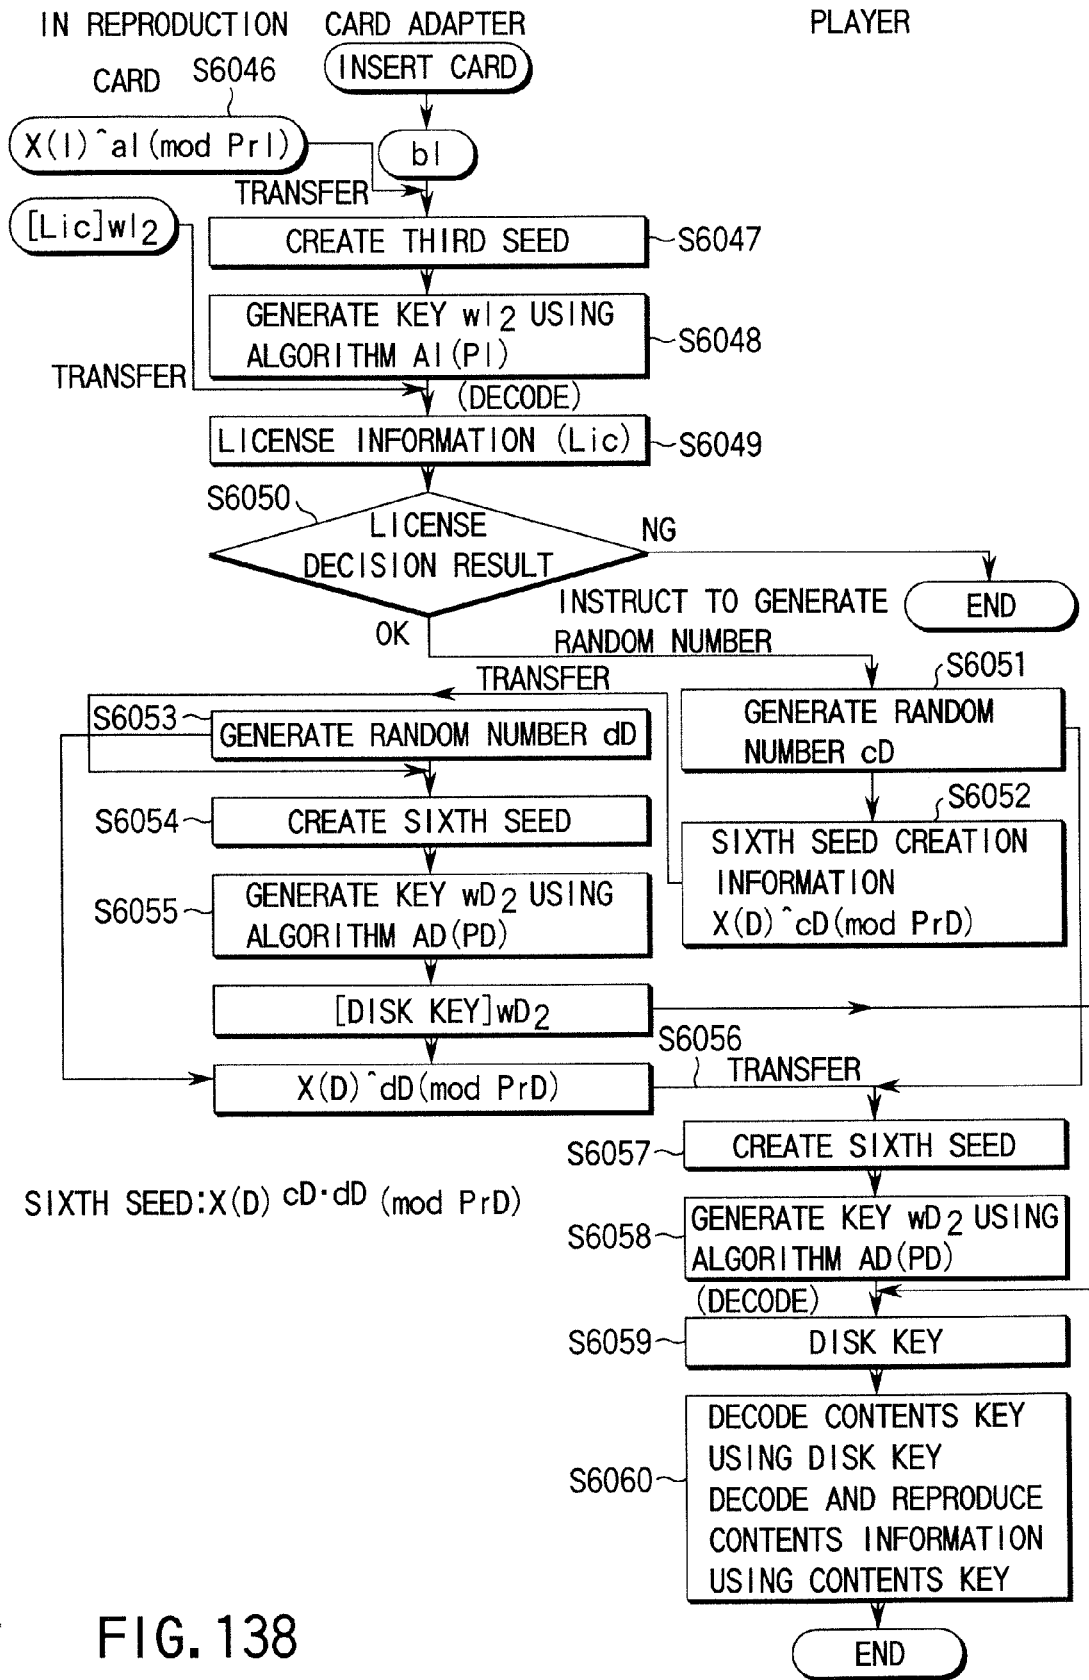 IN REPRODUCTION
CARD ADAPTER
PLAYER
CARD
S6046
INSERT CARD
X(I)^aI(mod PrI)
bI
TRANSFER
[Lic]wI2
CREATE THIRD SEED
S6047
GENERATE KEY wI2 USING
ALGORITHM AI(PI)
S6048
TRANSFER
(DECODE)
LICENSE INFORMATION (Lic)
S6049
S6050
LICENSE
DECISION RESULT
NG
END
OK
INSTRUCT TO GENERATE
RANDOM NUMBER
S6051
TRANSFER
GENERATE RANDOM
NUMBER cD
S6053
GENERATE RANDOM NUMBER dD
S6052
SIXTH SEED CREATION
INFORMATION
X(D)^cD(mod PrD)
S6054
CREATE SIXTH SEED
S6055
GENERATE KEY wD2 USING
ALGORITHM AD(PD)
[DISK KEY]wD2
S6056
X(D)^dD(mod PrD)
TRANSFER
S6057
CREATE SIXTH SEED
SIXTH SEED:X(D) cD·dD (mod PrD)
S6058
GENERATE KEY wD2 USING
ALGORITHM AD(PD)
(DECODE)
S6059
DISK KEY
S6060
DECODE CONTENTS KEY
USING DISK KEY
DECODE AND REPRODUCE
CONTENTS INFORMATION
USING CONTENTS KEY
END
FIG. 138